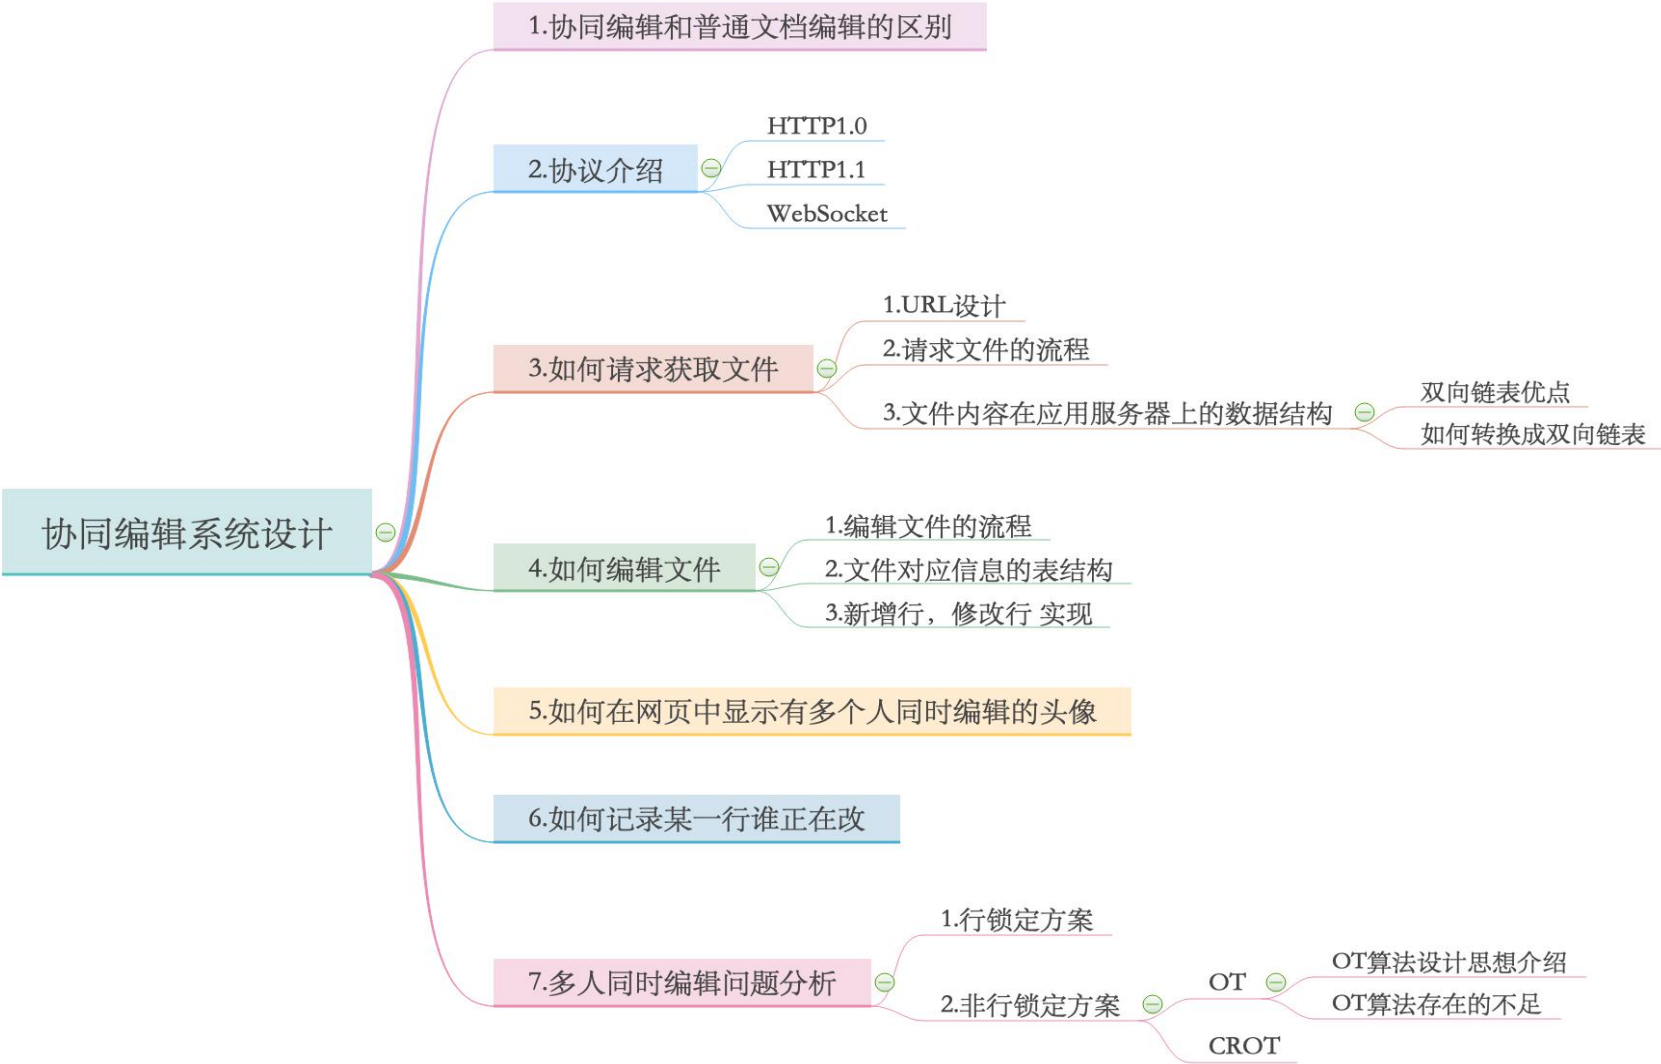 协同编辑系统设计
1.协同编辑和普通文档编辑的区别
2.协议介绍
HTTP1.0
HTTP1.1
WebSocket
3.如何请求获取文件
1.URL设计
2.请求文件的流程
3.文件内容在应用服务器上的数据结构
双向链表优点
如何转换成双向链表
4.如何编辑文件
1.编辑文件的流程
2.文件对应信息的表结构
3.新增行，修改行 实现
5.如何在网页中显示有多个人同时编辑的头像
6.如何记录某一行谁正在改
7.多人同时编辑问题分析
1.行锁定方案
2.非行锁定方案
OT
OT算法设计思想介绍
OT算法存在的不足
CROT